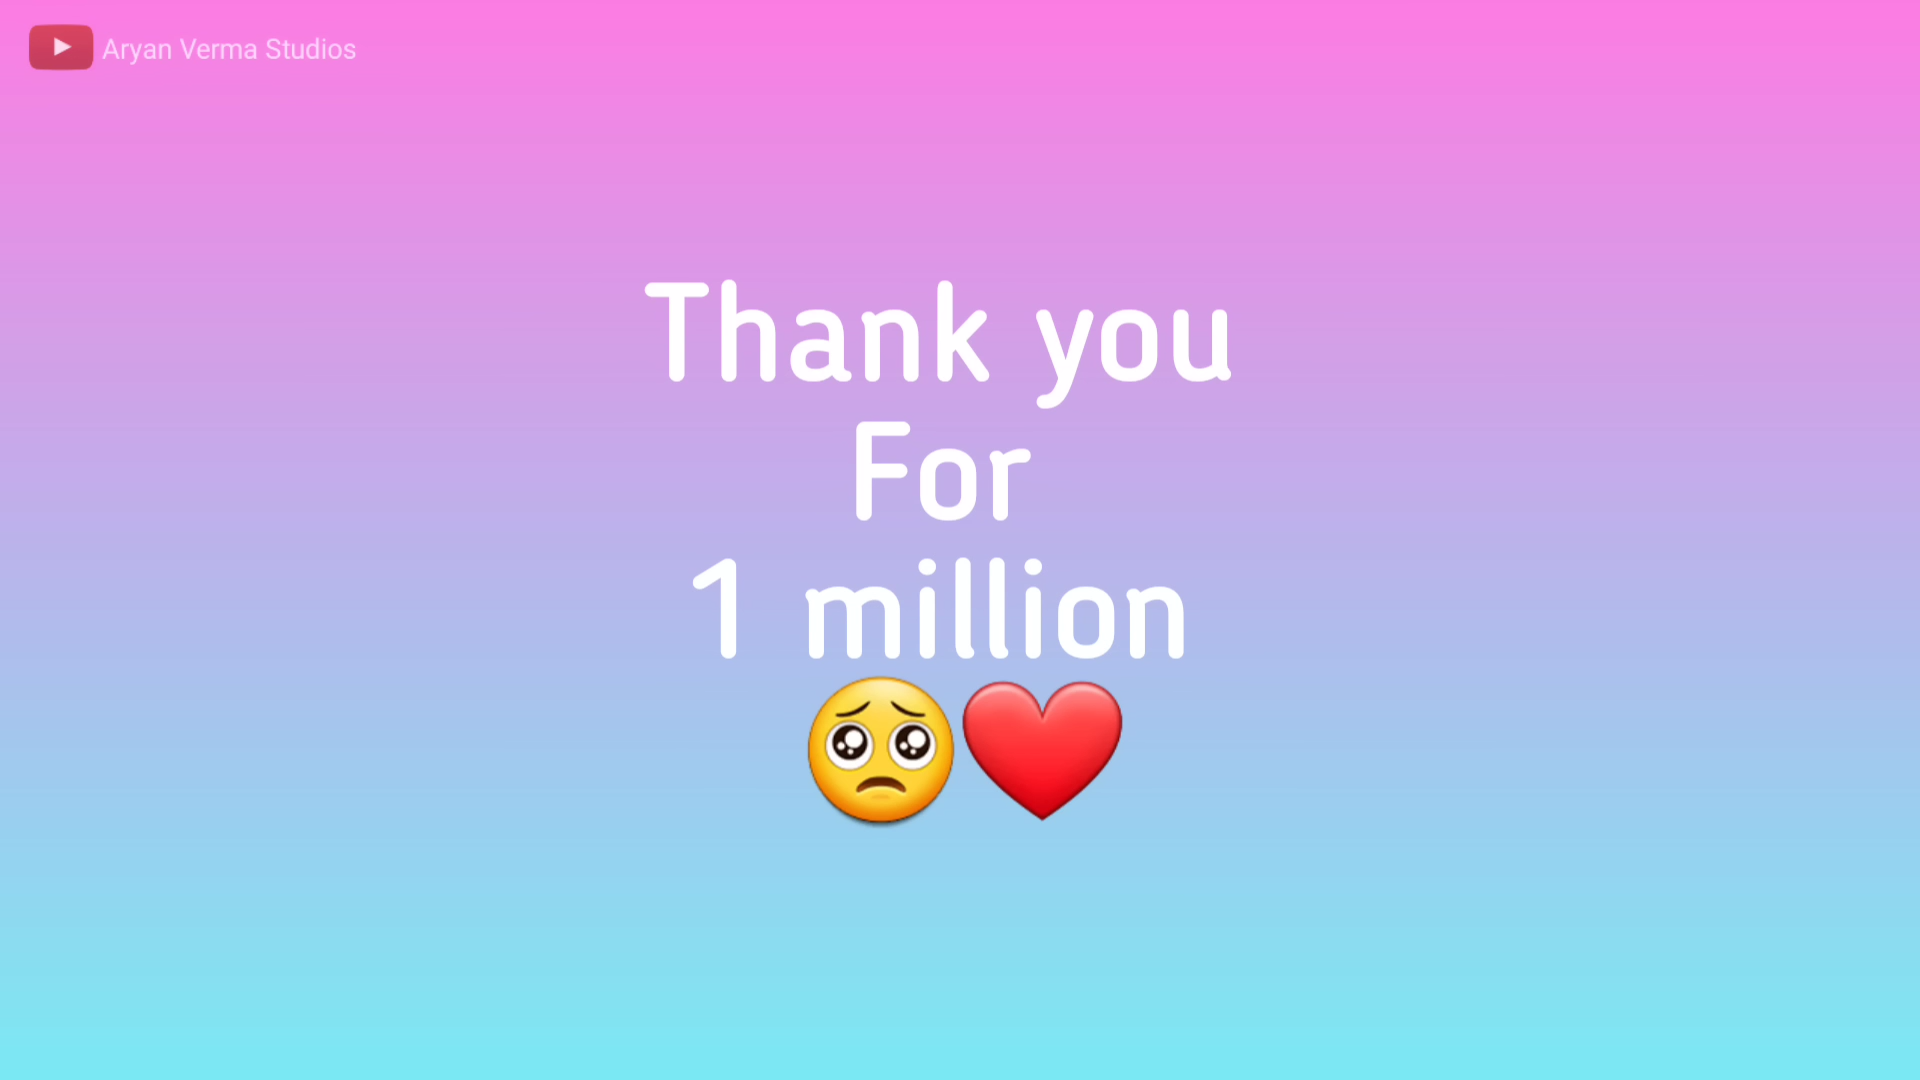 Aryan Verma Studios
Thank you
For
1 million
🥺❤️